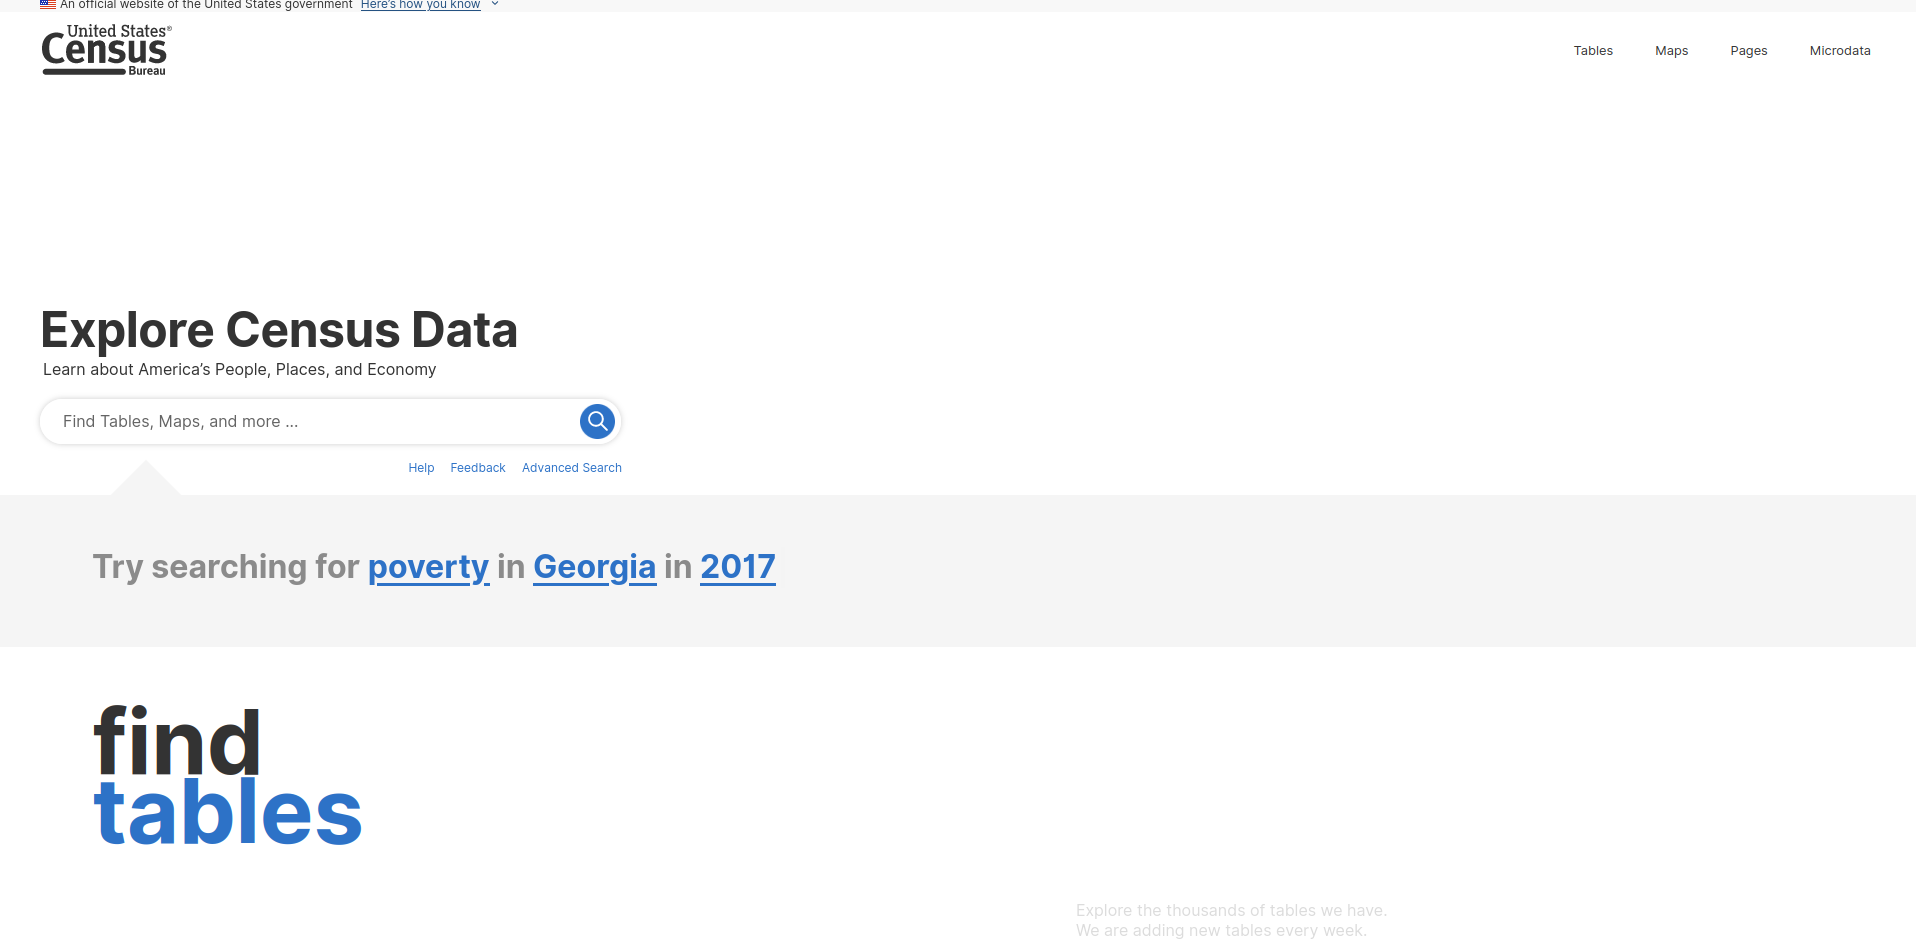 An official website of the United States government Here's how you know
United States®
Census
Bureau
Tables Maps Pages Microdata
Explore Census Data
Learn about America’s People, Places, and Economy
Find Tables, Maps, and more ...
Help Feedback Advanced Search
Try searching for poverty in Georgia in 2017
find
tables
Explore the thousands of tables we have.
We are adding new tables every week.